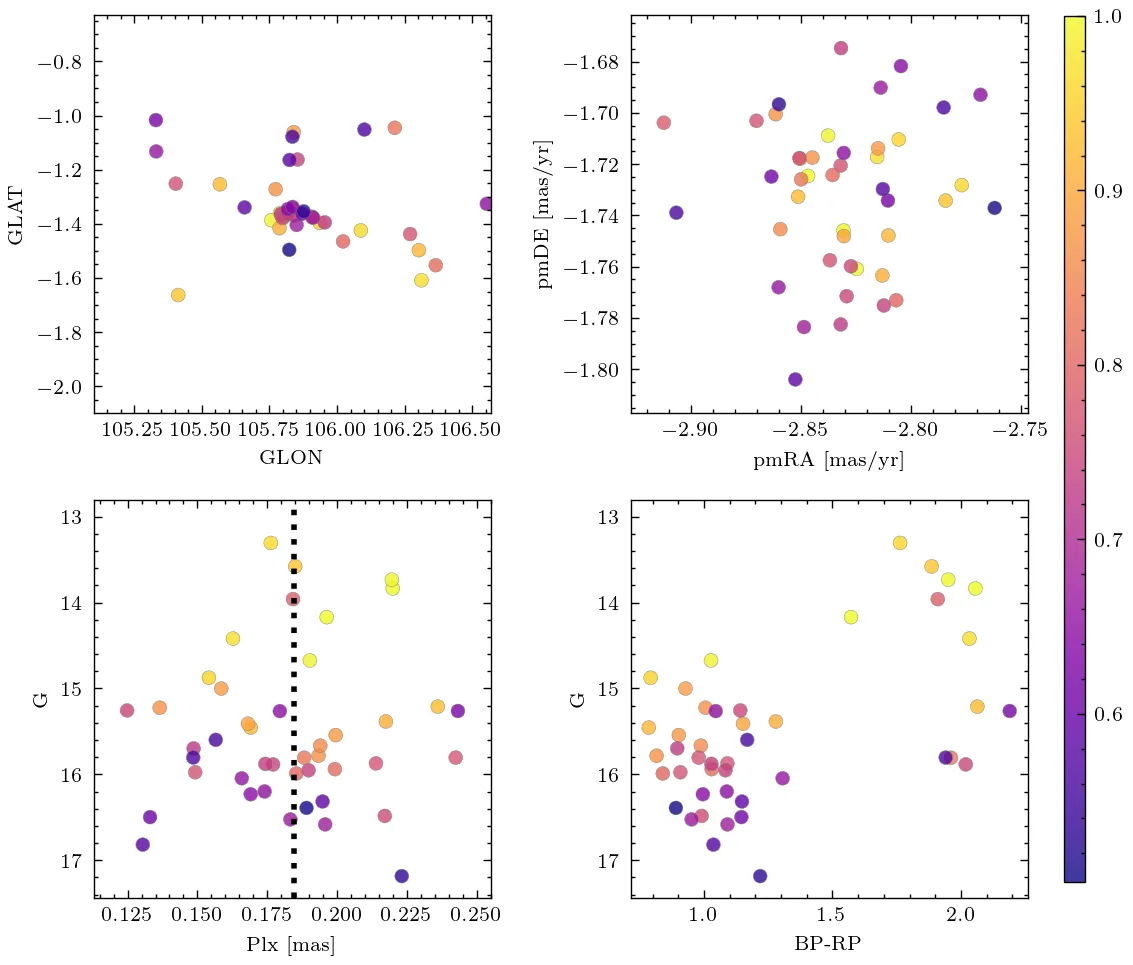 −0.8
−1.0
−1.2
−1.4
−1.6
−1.8
−2.0
GLAT
105.25 105.50 105.75 106.00 106.25 106.50
GLON
−1.68
−1.70
−1.72
−1.74
−1.76
−1.78
−1.80
pmDE [mas/yr]
−2.90 −2.85 −2.80 −2.75
pmRA [mas/yr]
1.0
0.9
0.8
0.7
0.6
13
14
15
16
17
G
0.125 0.150 0.175 0.200 0.225 0.250
Plx [mas]
13
14
15
16
17
G
1.0 1.5 2.0
BP-RP